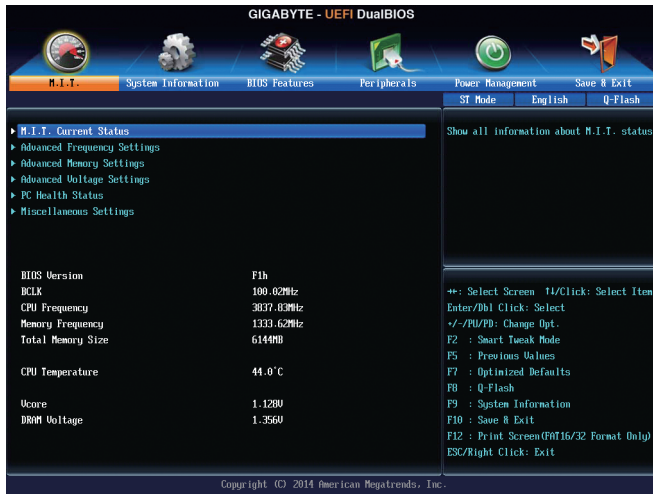 GIGABYTE - UEFI DualBIOS
M.I.T.
System Information
BIOS Features
Peripherals
Power Management
Save & Exit
ST Mode
English
Q-Flash
M.I.T. Current Status
Advanced Frequency Settings
Advanced Memory Settings
Advanced Voltage Settings
PC Health Status
Miscellaneous Settings
Show all information about M.I.T. status
BIOS Version F1h
BCLK 100.02MHz
CPU Frequency 3837.83MHz
Memory Frequency 1333.62MHz
Total Memory Size 6144MB
CPU Temperature 44.0°C
Vcore 1.128V
DRAM Voltage 1.356V
→←: Select Screen ↑↓/Click: Select Item
Enter/Dbl Click: Select
+/-/PU/PD: Change Opt.
F2 : Smart Tweak Mode
F5 : Previous Values
F7 : Optimized Defaults
F8 : Q-Flash
F9 : System Information
F10 : Save & Exit
F12 : Print Screen(FAT16/32 Format Only)
ESC/Right Click: Exit
Copyright (C) 2014 American Megatrends, Inc.